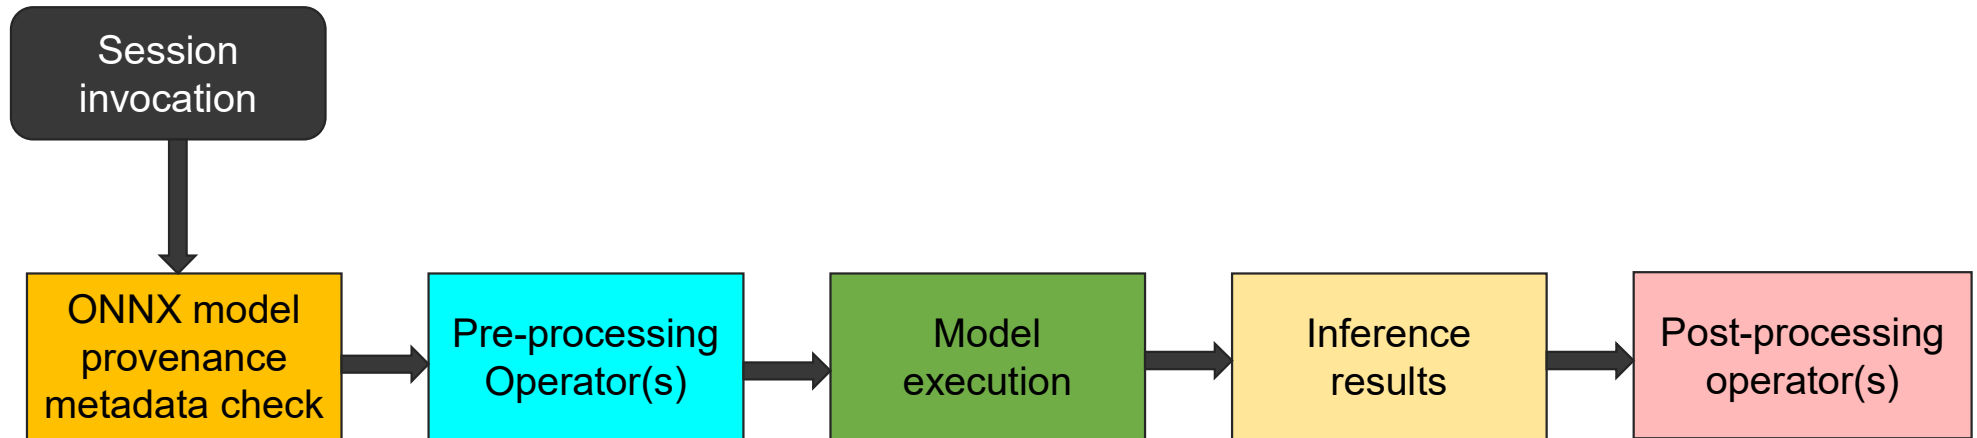 Session
invocation
ONNX model
provenance
metadata check
Pre-processing
Operator(s)
Model
execution
Inference
results
Post-processing
operator(s)